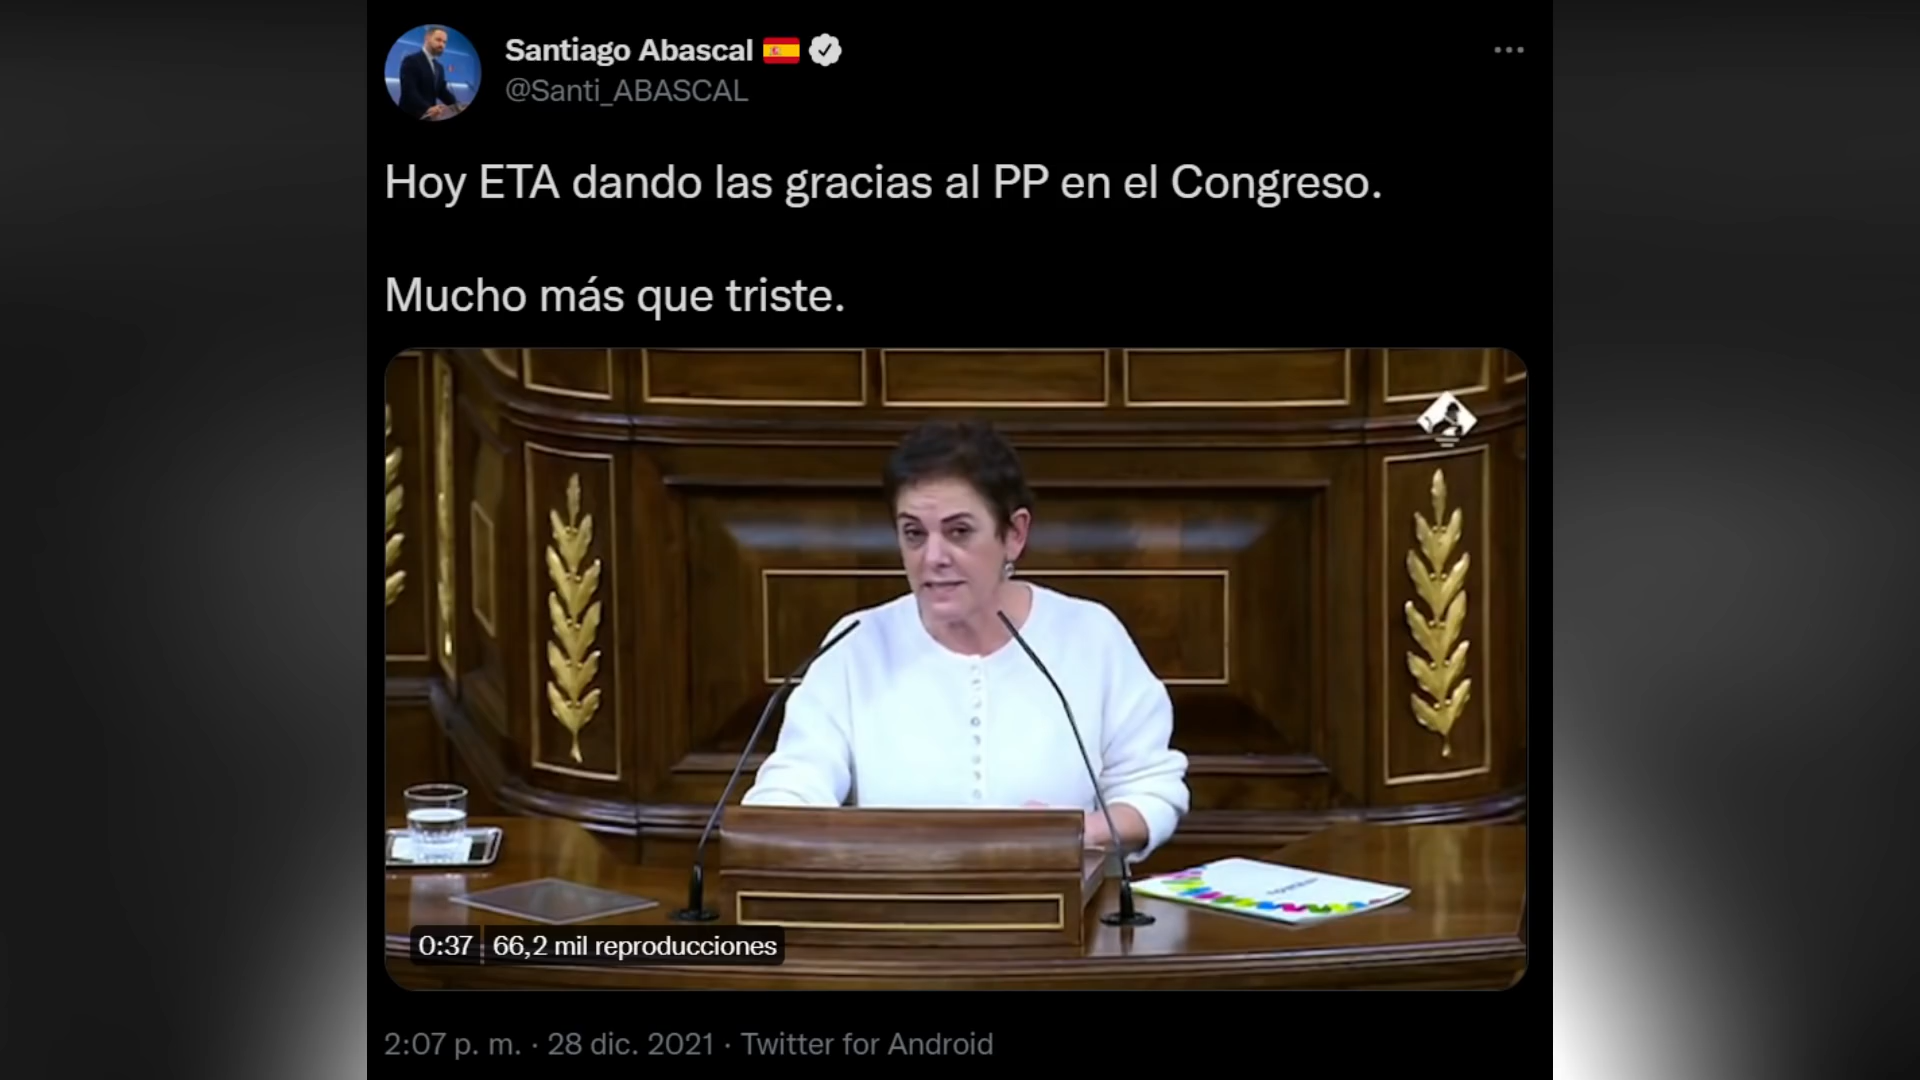 Santiago Abascal
@Santi_ABASCAL
Hoy ETA dando las gracias al PP en el Congreso.
Mucho más que triste.
0:37 66,2 mil reproducciones
2:07 p. m. · 28 dic. 2021 · Twitter for Android